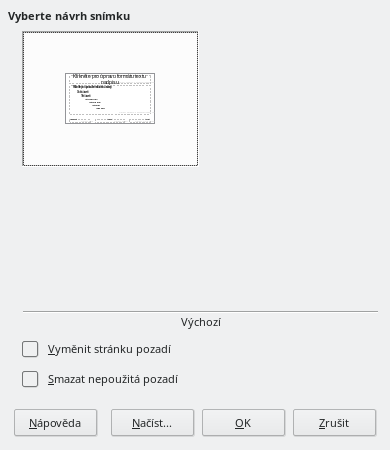 Vyberte návrh snímku
Klikněte pro úpravu formátu textu
nadpisu
Výchozí
Vyměnit stránku pozadí
Smazat nepoužitá pozadí
Nápověda
Načíst...
OK
Zrušit